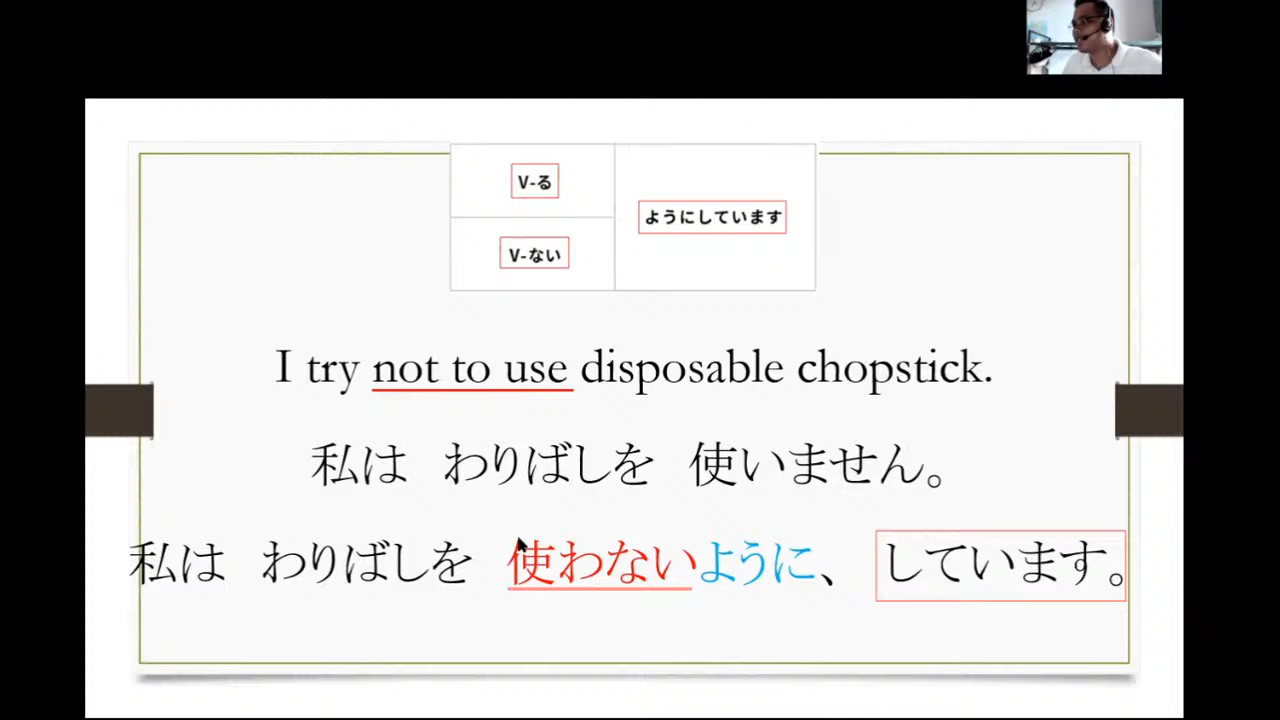 V-る
ようにしています
V-ない
I try not to use disposable chopstick.
私は わりばしを 使いません。
私は わりばしを 使わないように、 しています。